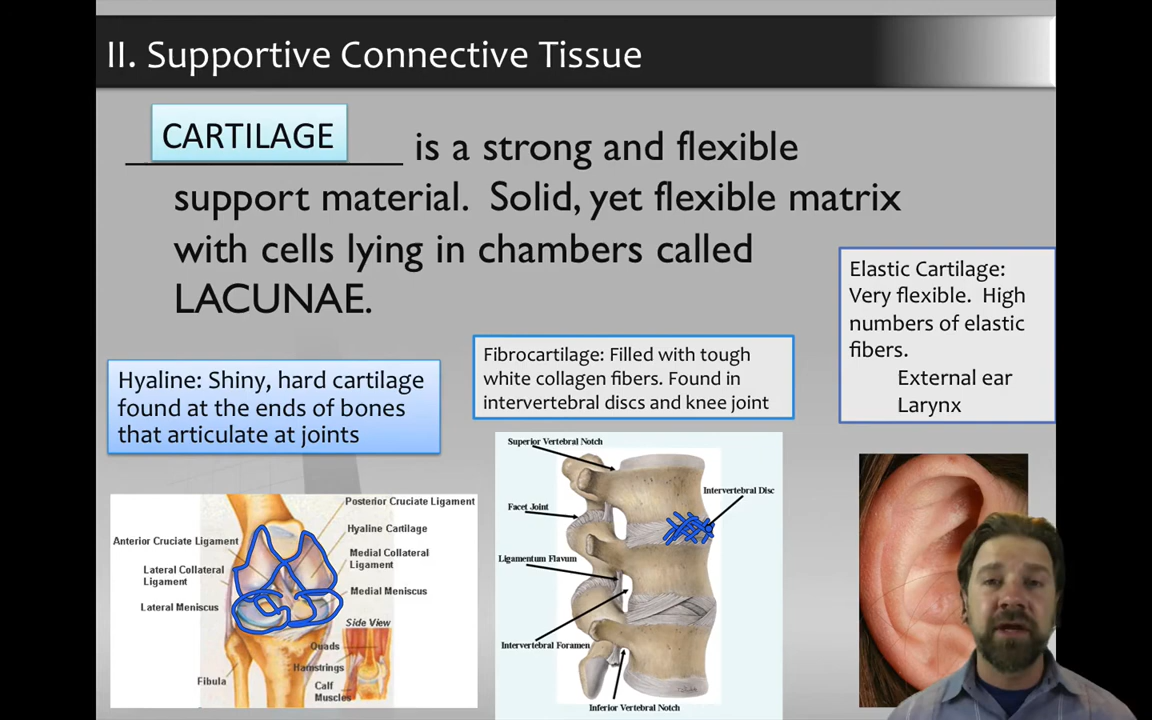 II. Supportive Connective Tissue
CARTILAGE is a strong and flexible
support material. Solid, yet flexible matrix
with cells lying in chambers called
LACUNAE.
Hyaline: Shiny, hard cartilage
found at the ends of bones
that articulate at joints
Fibrocartilage: Filled with tough
white collagen fibers. Found in
intervertebral discs and knee joint
Elastic Cartilage:
Very flexible. High
numbers of elastic
fibers.
External ear
Larynx
Posterior Cruciate Ligament
Hyaline Cartilage
Anterior Cruciate Ligament
Medial Collateral
Ligament
Lateral Collateral
Ligament
Medial Meniscus
Lateral Meniscus
Side View
Quads
Hamstrings
Fibula
Calf
Muscles
Superior Vertebral Notch
Intervertebral Disc
Facet Joint
Ligamentum Flavum
Intervertebral Foramen
Inferior Vertebral Notch